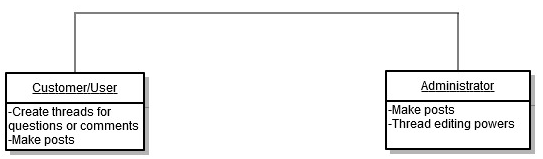 Customer/User
-Create threads for
questions or comments
-Make posts
Administrator
-Make posts
-Thread editing powers